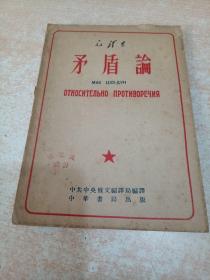 毛澤東
矛盾論
МАО ЦЗЭ-ДУН
ОТНОСИТЕЛЬНО ПРОТИВОРЕЧИЯ
中共中央俄文編譯局編譯
中華書局出版